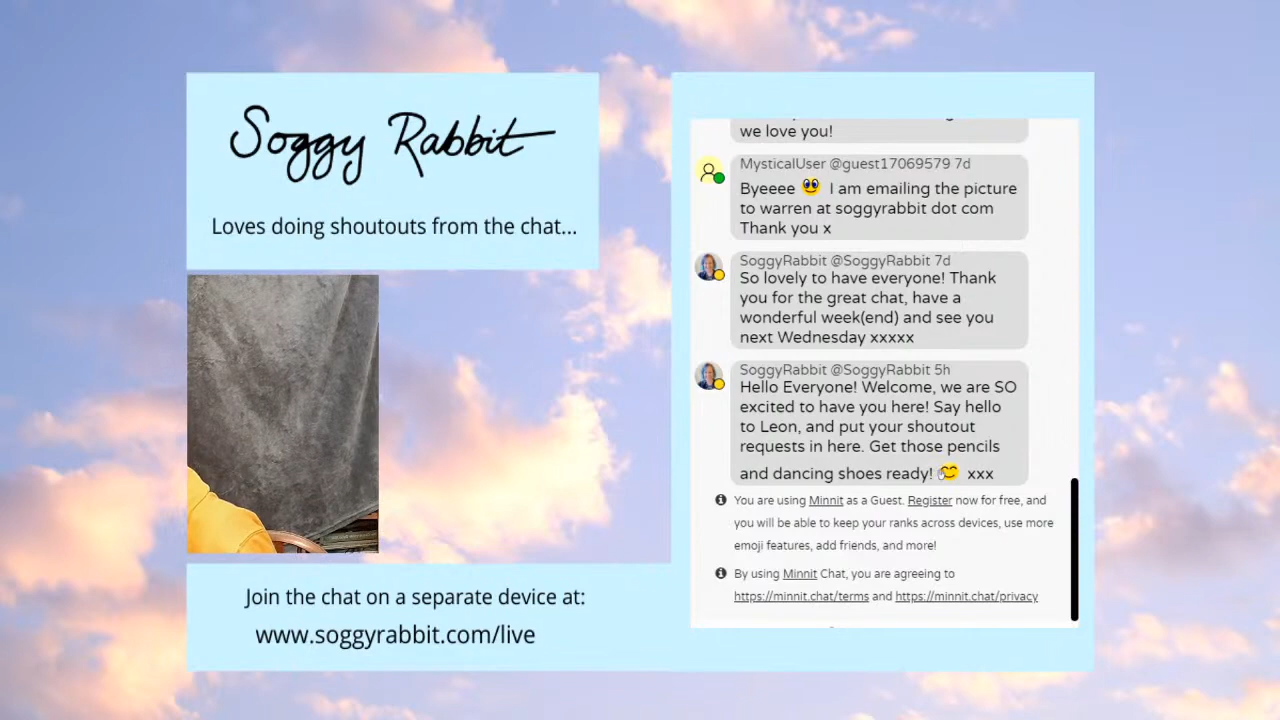 Soggy Rabbit
Loves doing shoutouts from the chat...
Join the chat on a separate device at:
www.soggyrabbit.com/live
we love you!
MysticalUser @guest17069579 7d
Byeeee 🙂 I am emailing the picture
to warren at soggyrabbit dot com
Thank you x
SoggyRabbit @SoggyRabbit 7d
So lovely to have everyone! Thank
you for the great chat, have a
wonderful week(end) and see you
next Wednesday xxxxx
SoggyRabbit @SoggyRabbit 5h
Hello Everyone! Welcome, we are SO
excited to have you here! Say hello
to Leon, and put your shoutout
requests in here. Get those pencils
and dancing shoes ready! 😊 xxx
You are using Minnit as a Guest. Register now for free, and
you will be able to keep your ranks across devices, use more
emoji features, add friends, and more!
By using Minnit Chat, you are agreeing to
https://minnit.chat/terms and https://minnit.chat/privacy